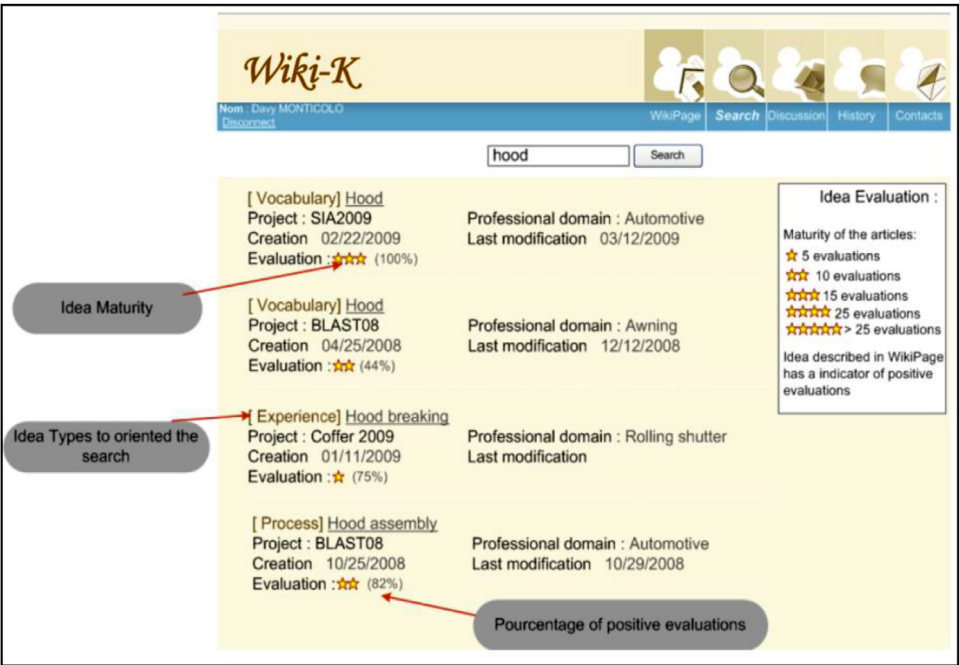 Wiki-K
Nom : Davy MONTICOLO
Disconnect
WikiPage Search Discussion History Contacts
hood Search
[ Vocabulary] Hood
Project : SIA2009 Professional domain : Automotive
Creation 02/22/2009 Last modification 03/12/2009
Evaluation : (100%)
[ Vocabulary] Hood
Project : BLAST08 Professional domain : Awning
Creation 04/25/2008 Last modification 12/12/2008
Evaluation : (44%)
[ Experience] Hood breaking
Project : Coffer 2009 Professional domain : Rolling shutter
Creation 01/11/2009 Last modification
Evaluation : (75%)
[ Process] Hood assembly
Project : BLAST08 Professional domain : Automotive
Creation 10/25/2008 Last modification 10/29/2008
Evaluation : (82%)
Idea Evaluation :
Maturity of the articles:
5 evaluations
10 evaluations
15 evaluations
25 evaluations
> 25 evaluations
Idea described in WikiPage
has a indicator of positive
evaluations
Idea Maturity
Idea Types to oriented the
search
Pourcentage of positive evaluations